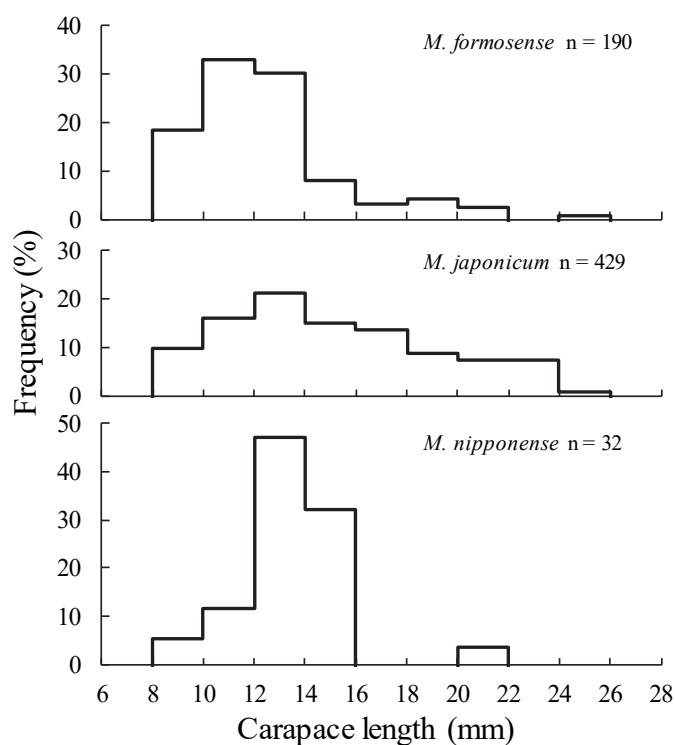 40
30
20
10
0
M. formosense n = 190
30
20
10
0
M. japonicum n = 429
50
40
30
20
10
0
M. nipponense n = 32
Frequency (%)
6 8 10 12 14 16 18 20 22 24 26 28
Carapace length (mm)